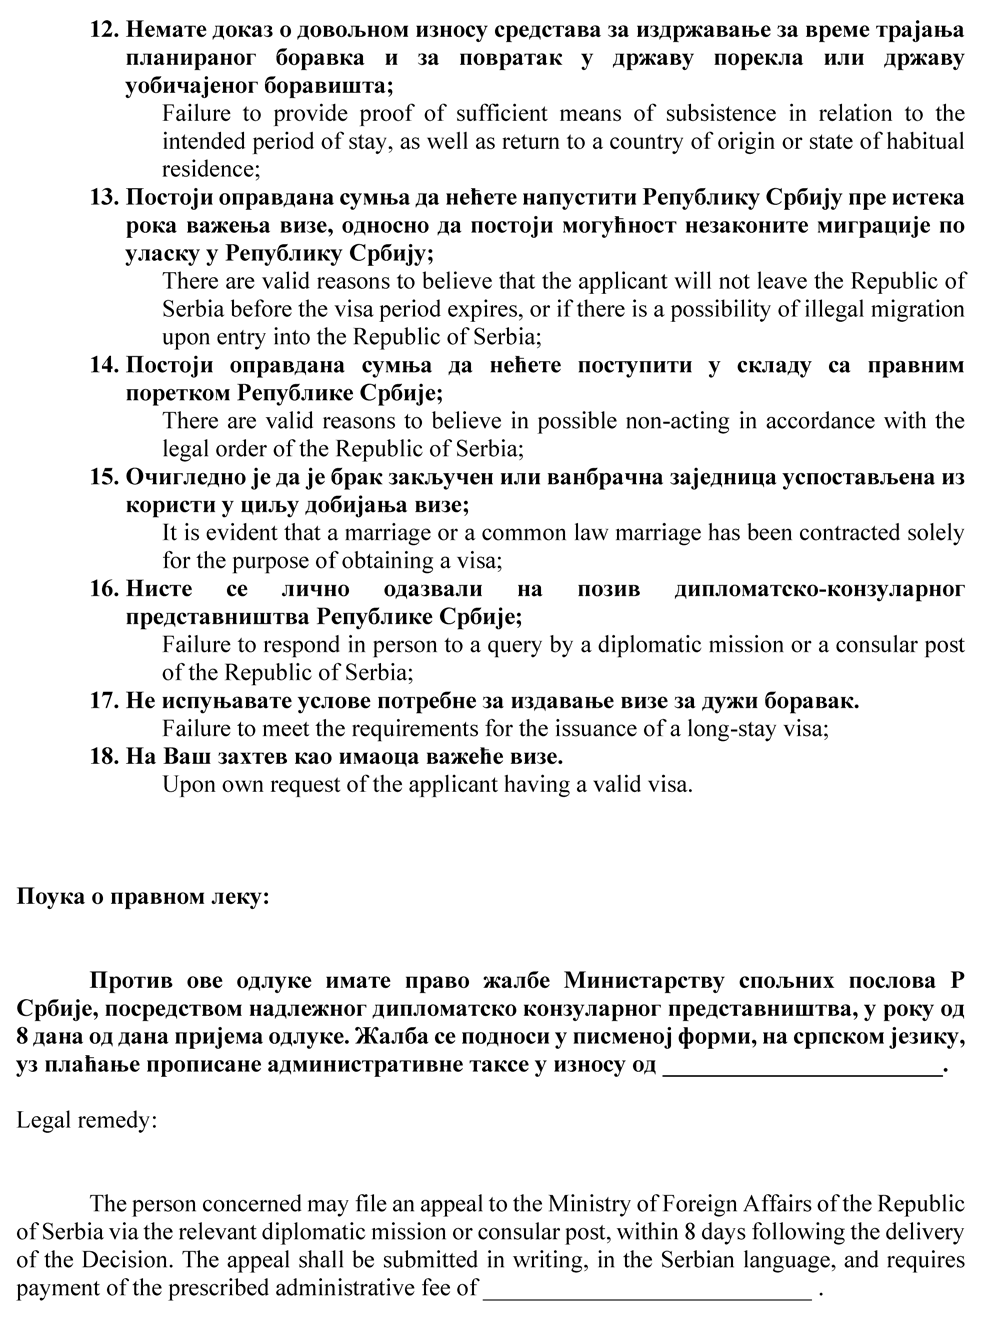 12. Немате доказ о довољном износу средстава за издржавање за време трајања
планираног боравка и за повратак у државу порекла или државу
уобичајеног боравишта;
Failure to provide proof of sufficient means of subsistence in relation to the
intended period of stay, as well as return to a country of origin or state of habitual
residence;
13. Постоји оправдана сумња да нећете напустити Републику Србију пре истека
рока важења визе, односно да постоји могућност незаконите миграције по
уласку у Републику Србију;
There are valid reasons to believe that the applicant will not leave the Republic of
Serbia before the visa period expires, or if there is a possibility of illegal migration
upon entry into the Republic of Serbia;
14. Постоји оправдана сумња да нећете поступити у складу са правним
поретком Републике Србије;
There are valid reasons to believe in possible non-acting in accordance with the
legal order of the Republic of Serbia;
15. Очигледно је да је брак закључен или ванбрачна заједница успостављена из
користи у циљу добијања визе;
It is evident that a marriage or a common law marriage has been contracted solely
for the purpose of obtaining a visa;
16. Нисте се лично одазвали на позив дипломатско-конзуларног
представништва Републике Србије;
Failure to respond in person to a query by a diplomatic mission or a consular post
of the Republic of Serbia;
17. Не испуњавате услове потребне за издавање визе за дужи боравак.
Failure to meet the requirements for the issuance of a long-stay visa;
18. На Ваш захтев као имаоца важеће визе.
Upon own request of the applicant having a valid visa.
Поука о правном леку:
Против ове одлуке имате право жалбе Министарству спољних послова Р
Србије, посредством надлежног дипломатско конзуларног представништва, у року од
8 дана од дана пријема одлуке. Жалба се подноси у писменој форми, на српском језику,
уз плаћање прописане административне таксе у износу од _______________________.
Legal remedy:
The person concerned may file an appeal to the Ministry of Foreign Affairs of the Republic
of Serbia via the relevant diplomatic mission or consular post, within 8 days following the delivery
of the Decision. The appeal shall be submitted in writing, in the Serbian language, and requires
payment of the prescribed administrative fee of ___________________________ .